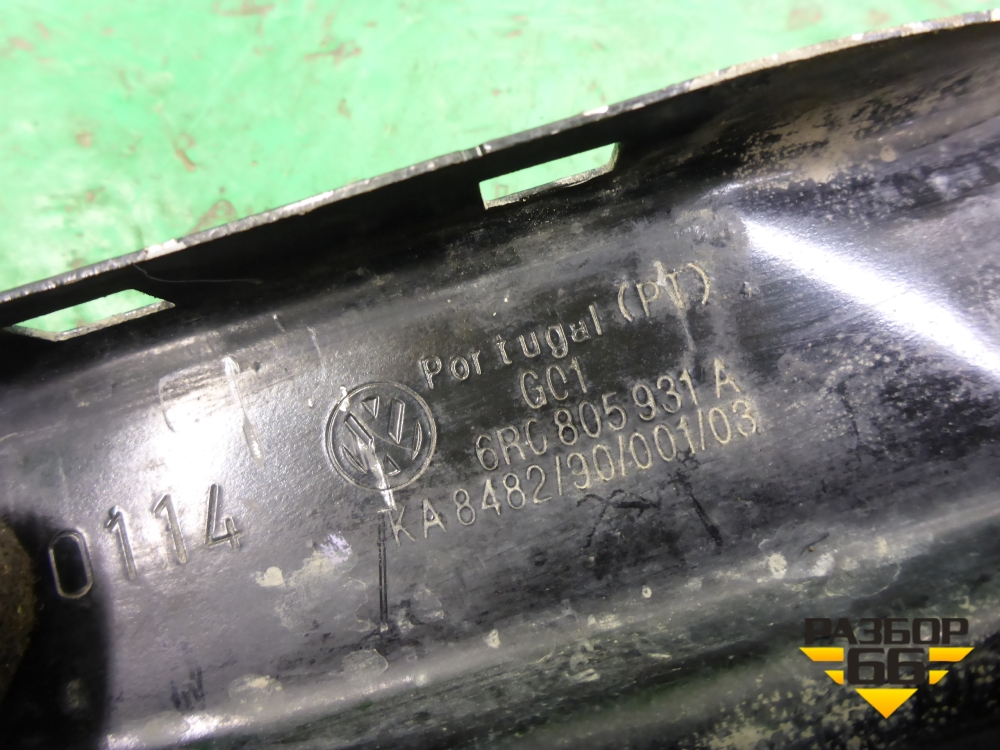 Portugal (PT)
GC1
6RC 805 931 A
KA 8482/90/001/03
0114
РАЗБОР
66